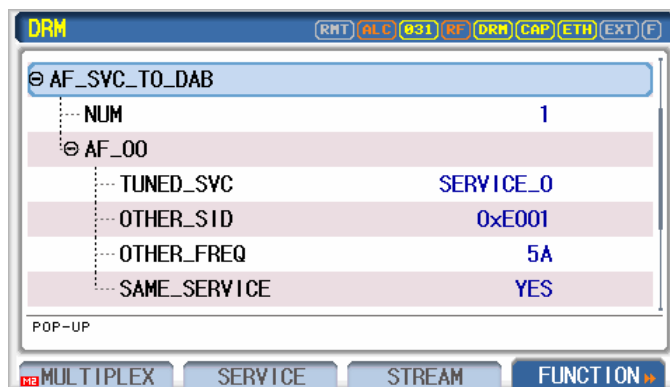 DRM RMT ALC 031 RF DRM CAP ETH EXT F
AF_SVC_TO_DAB
NUM 1
AF_00
TUNED_SVC SERVICE_0
OTHER_SID 0xE001
OTHER_FREQ 5A
SAME_SERVICE YES
POP-UP
M2 MULTIPLEX SERVICE STREAM FUNCTION